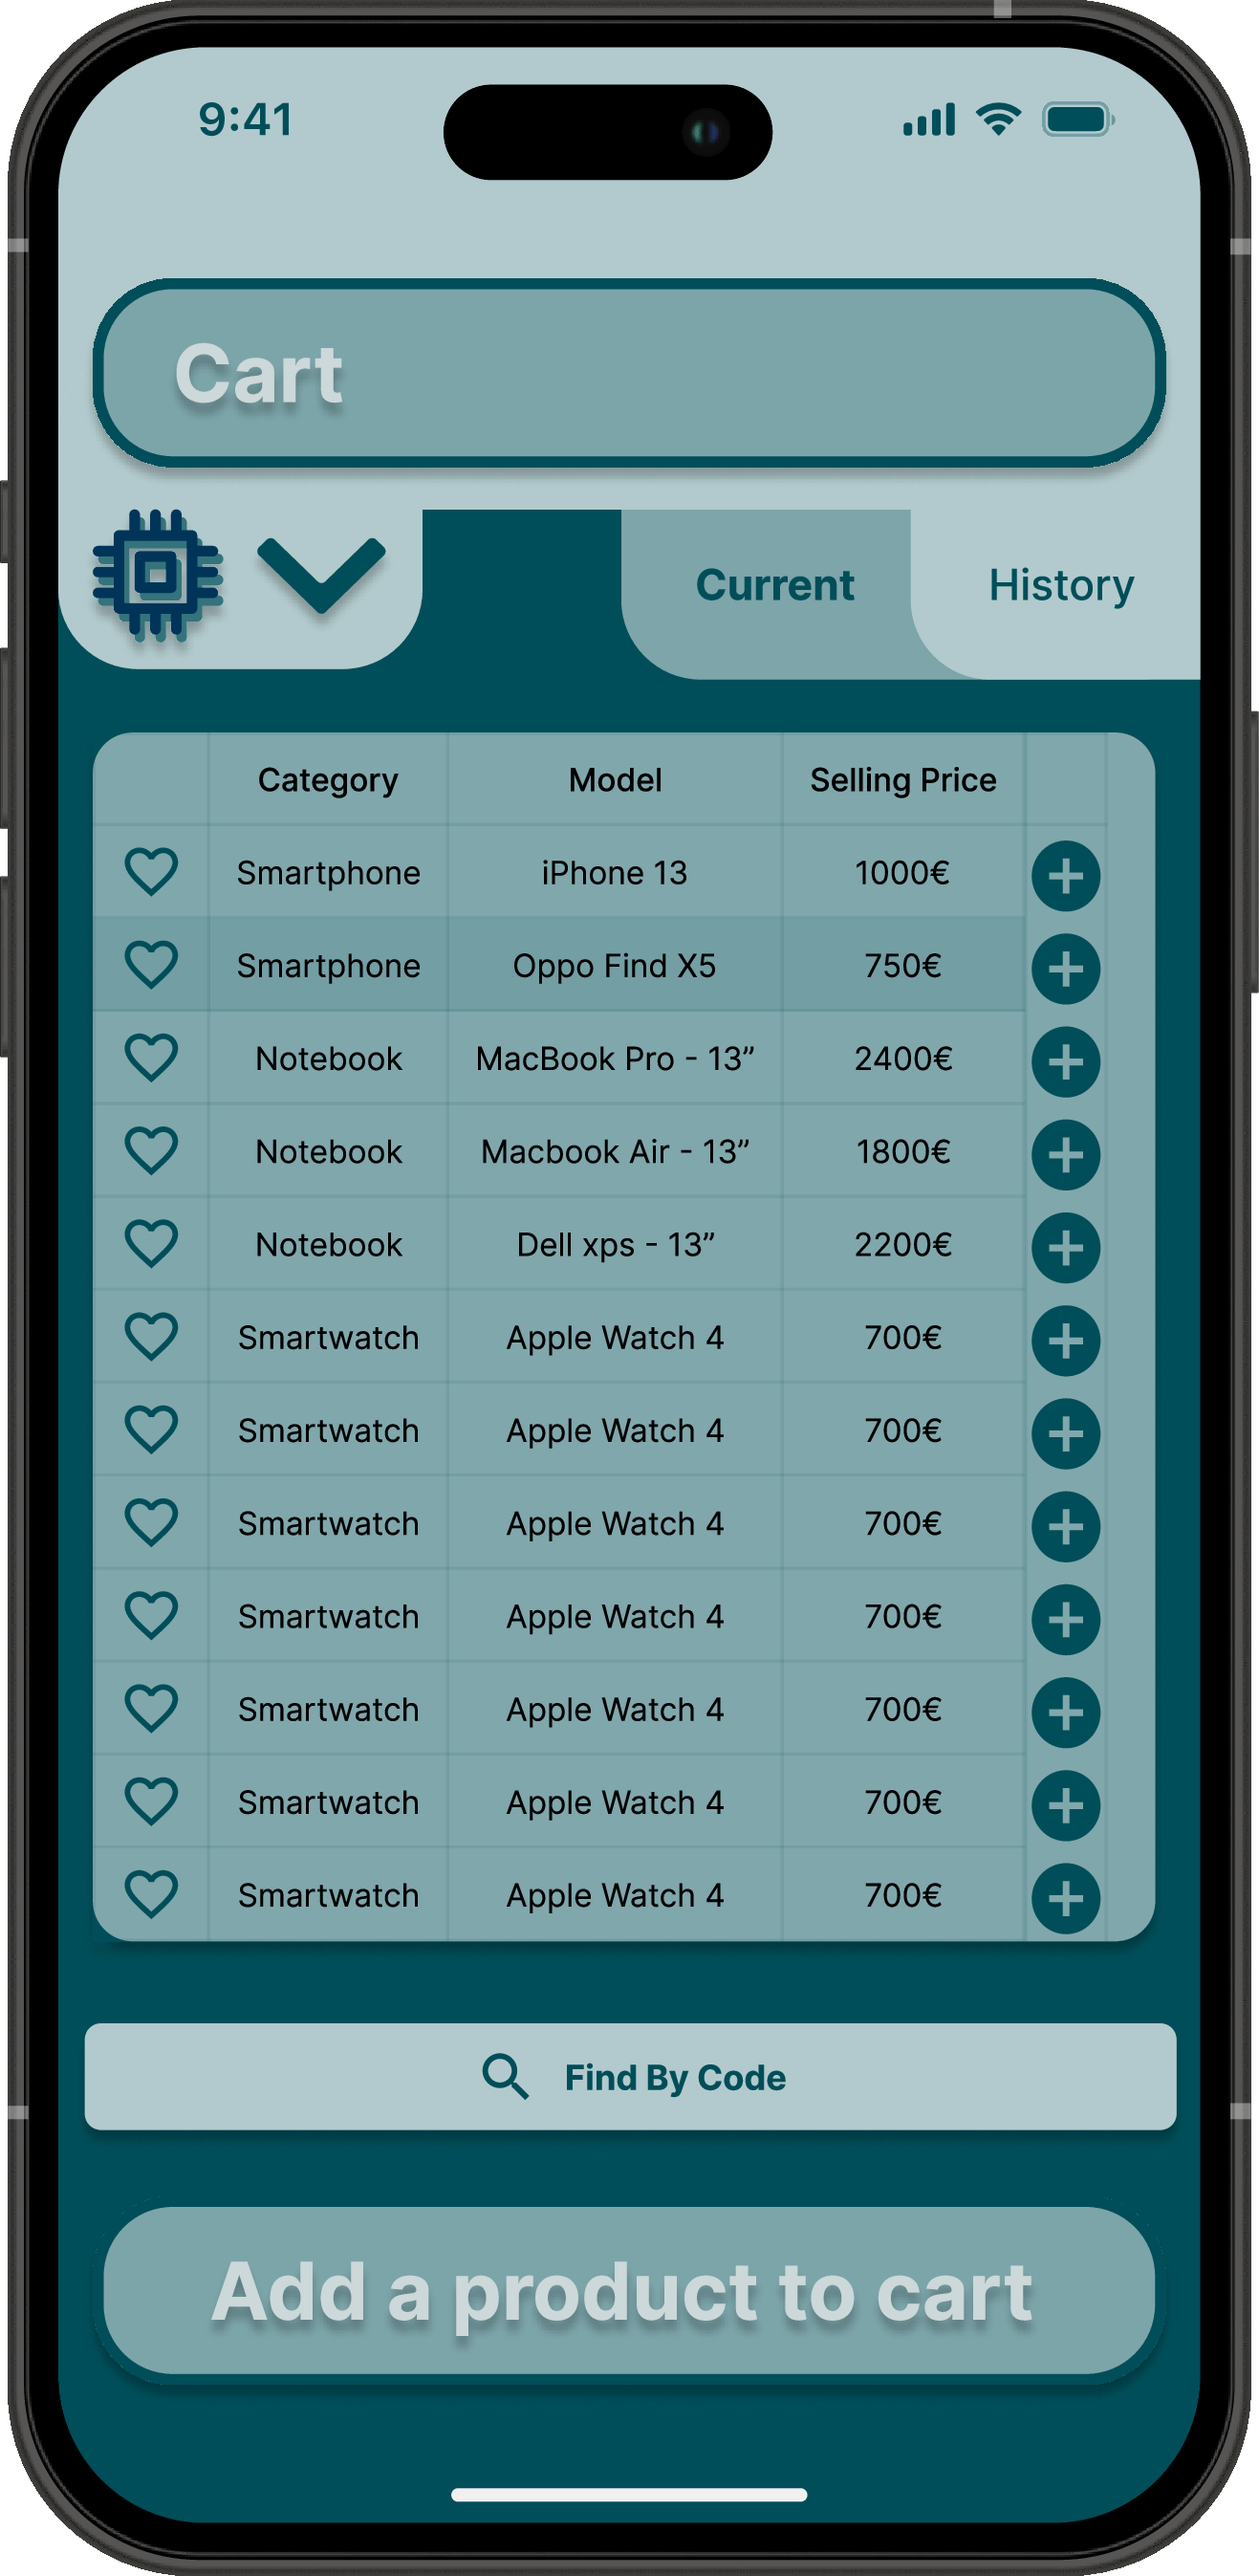 9:41
Cart
Current History
Category Model Selling Price
Smartphone iPhone 13 1000€
Smartphone Oppo Find X5 750€
Notebook MacBook Pro - 13” 2400€
Notebook Macbook Air - 13” 1800€
Notebook Dell xps - 13” 2200€
Smartwatch Apple Watch 4 700€
Smartwatch Apple Watch 4 700€
Smartwatch Apple Watch 4 700€
Smartwatch Apple Watch 4 700€
Smartwatch Apple Watch 4 700€
Smartwatch Apple Watch 4 700€
Smartwatch Apple Watch 4 700€
Find By Code
Add a product to cart